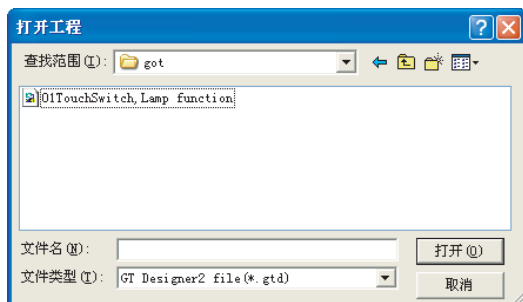 打开工程
查找范围(I): got
01TouchSwitch,Lamp function
文件名(N): 打开(O)
文件类型(T): GT Designer2 file(*.gtd) 取消